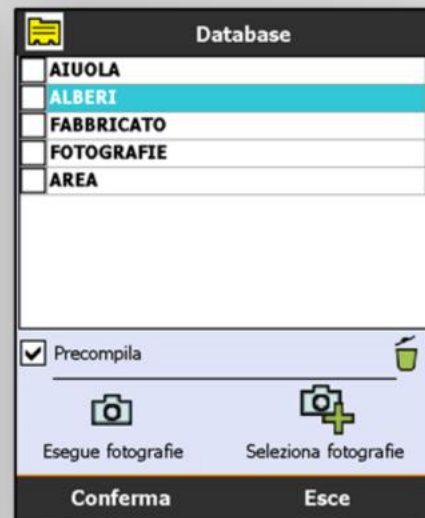 Database
AIUOLA
ALBERI
FABBRICATO
FOTOGRAFIE
AREA
Precompila
Esegue fotografie Seleziona fotografie
Conferma Esce